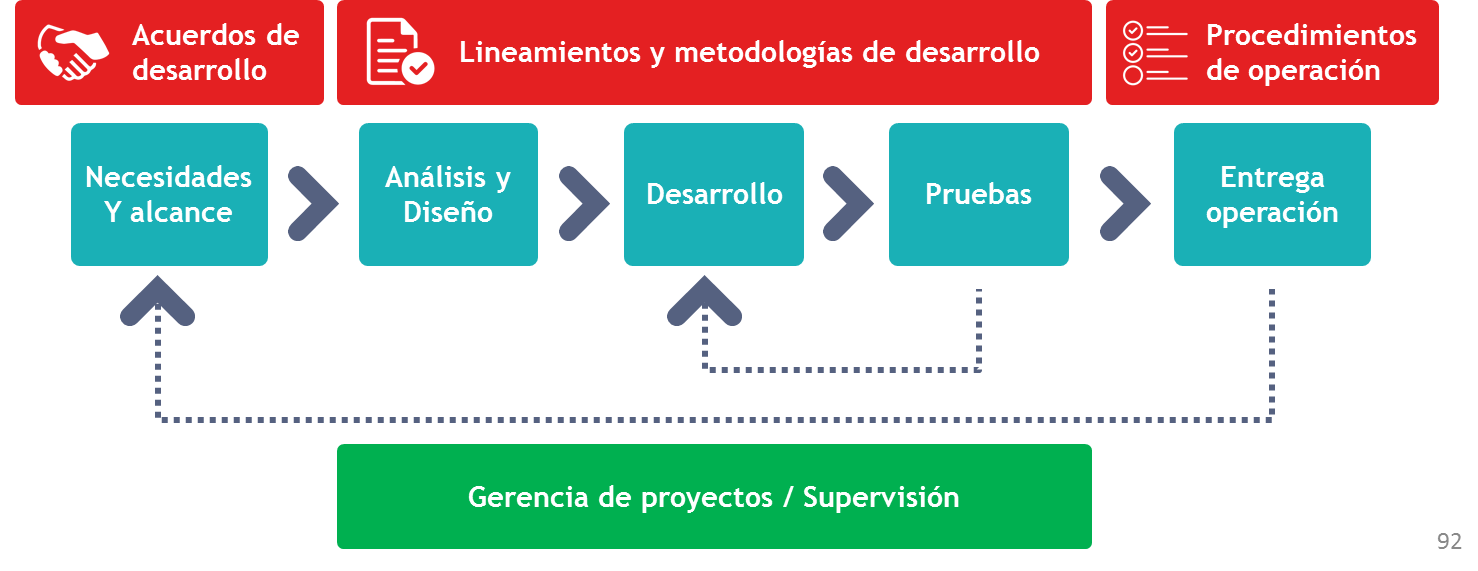 Acuerdos de
desarrollo
Lineamientos y metodologías de desarrollo
Procedimientos
de operación
Necesidades
Y alcance
Análisis y
Diseño
Desarrollo
Pruebas
Entrega
operación
Gerencia de proyectos / Supervisión
92